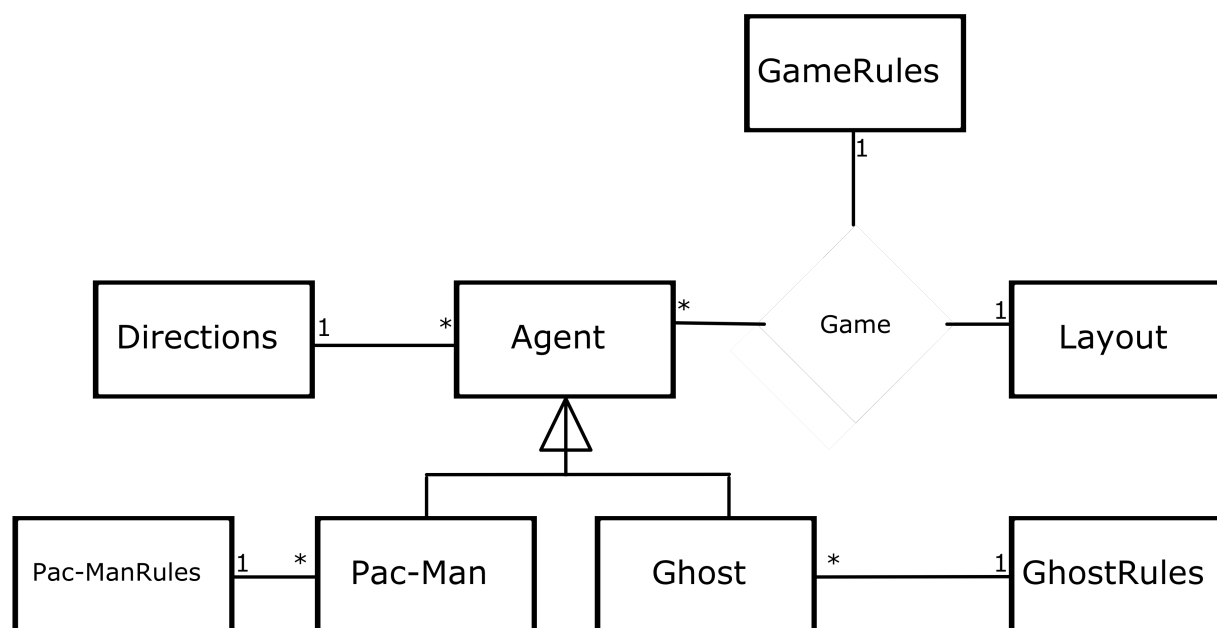 GameRules
1
Directions
1
*
Agent
*
Game
1
Layout
Pac-ManRules
1
*
Pac-Man
Ghost
*
1
GhostRules